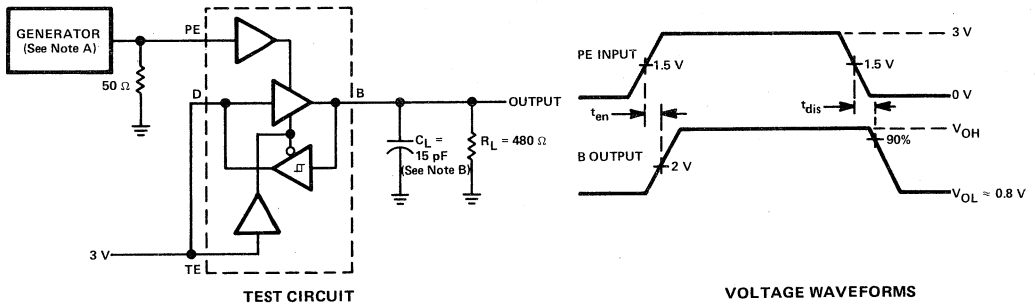 GENERATOR
(See Note A)
50 Ω
PE
D
B
OUTPUT
C_L =
15 pF
(See Note B)
R_L = 480 Ω
3 V
TE
TEST CIRCUIT
PE INPUT
1.5 V
1.5 V
3 V
0 V
t_en
t_dis
B OUTPUT
2 V
V_OH
90%
V_OL ≈ 0.8 V
VOLTAGE WAVEFORMS